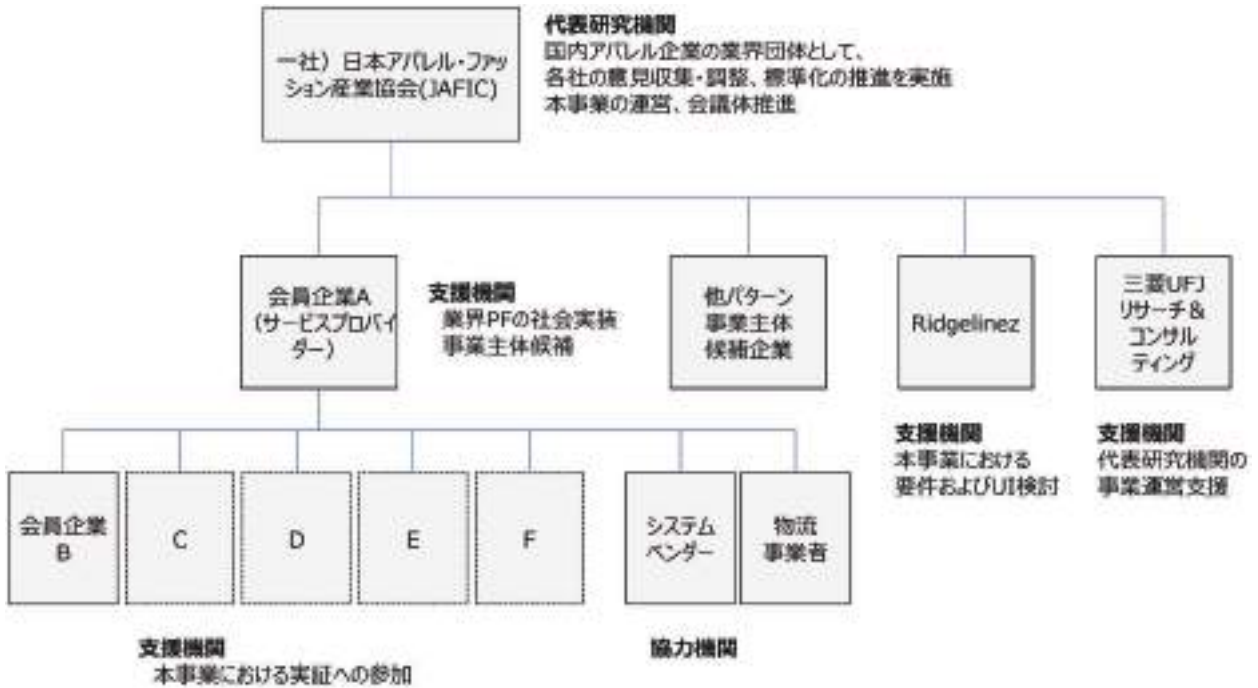 一社）日本アパレル・ファッ
ション産業協会(JAFIC)
代表研究機関
国内アパレル企業の業界団体として、
各社の意見収集・調整、標準化の推進を実施
本事業の運営、会議体推進
会員企業A
（サービスプロバイ
ダー）
支援機関
業界PFの社会実装
事業主体候補
他パターン
事業主体
候補企業
Ridgelinez
三菱UFJ
リサーチ＆
コンサル
ティング
支援機関
本事業における
要件およびUI検討
支援機関
代表研究機関の
事業運営支援
会員企業
B
C
D
E
F
システム
ベンダー
物流
事業者
支援機関
本事業における実証への参加
協力機関